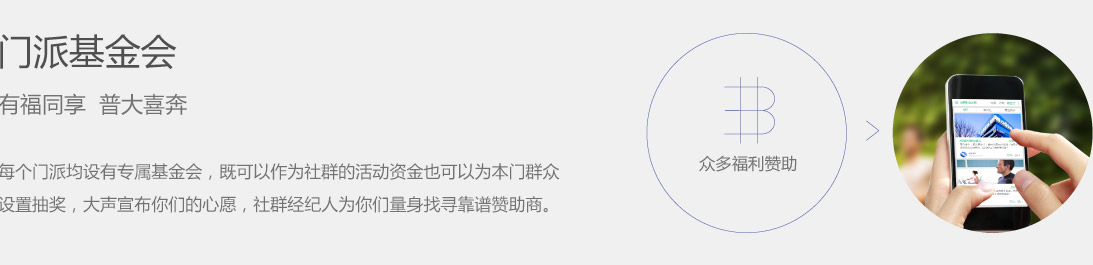 门派基金会
有福同享 普大喜奔
每个门派均设有专属基金会，既可以作为社群的活动资金也可以为本门群众
设置抽奖，大声宣布你们的心愿，社群经纪人为你们量身找寻靠谱赞助商。
众多福利赞助